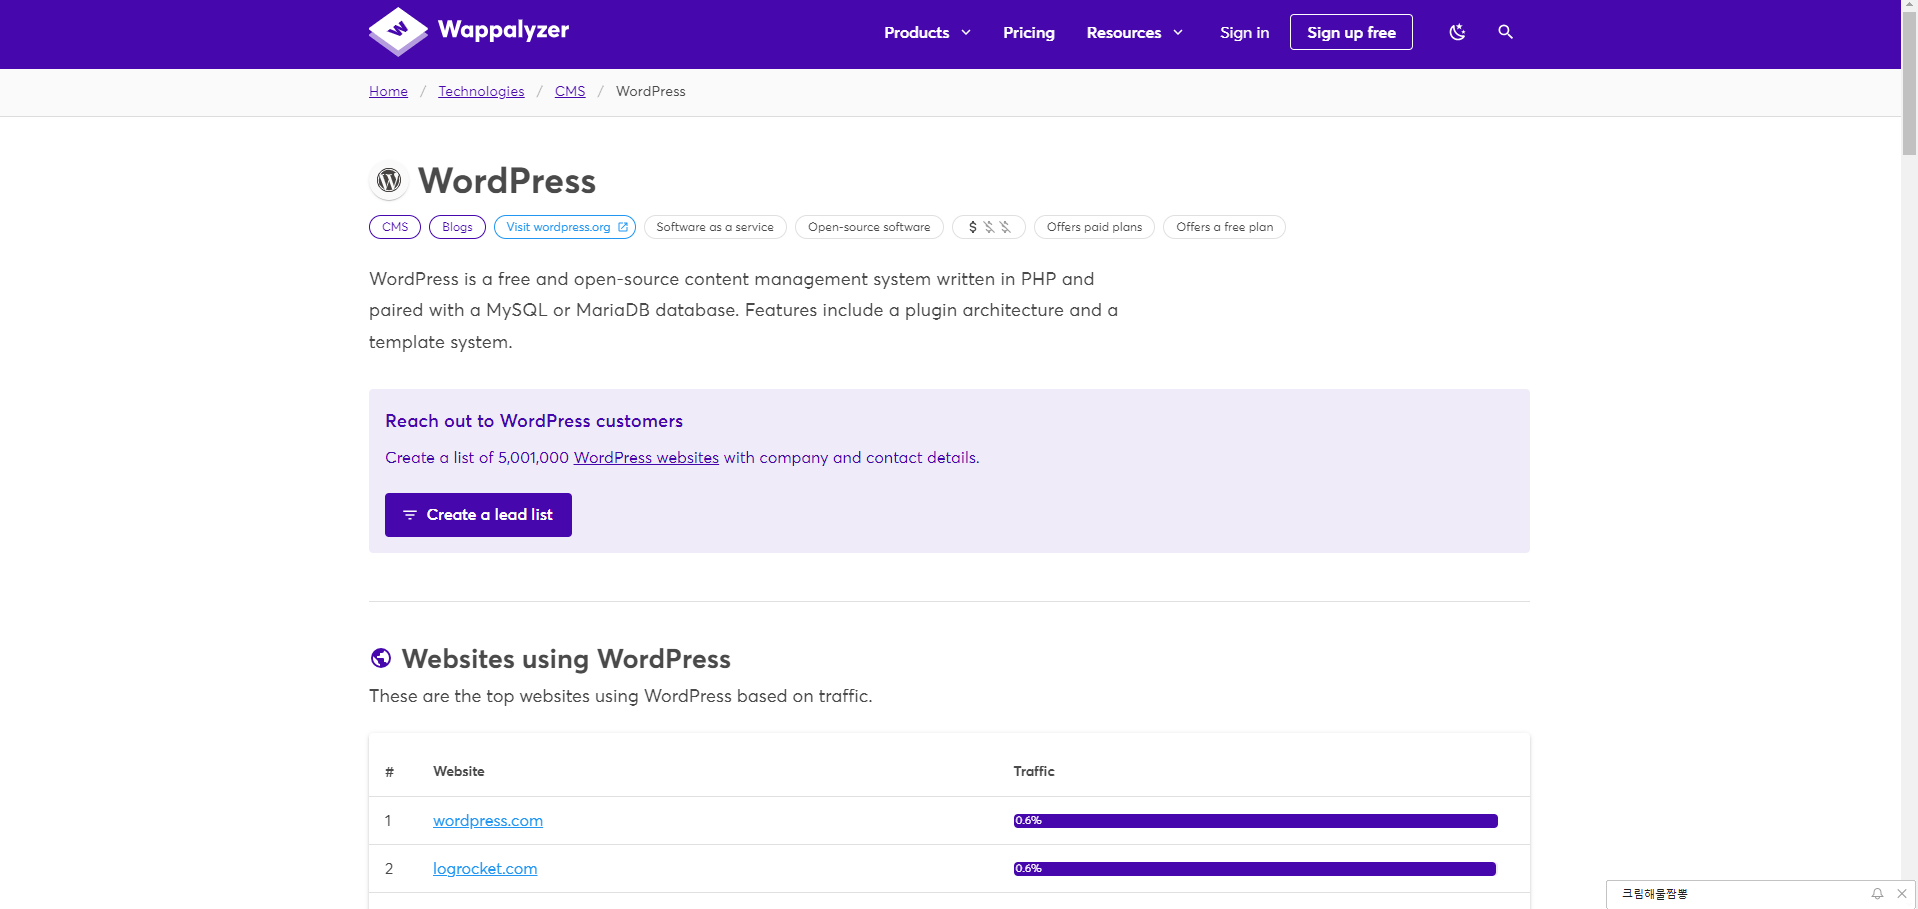 Wappalyzer
Products
Pricing
Resources
Sign in
Sign up free
Home / Technologies / CMS / WordPress
WordPress
CMS
Blogs
Visit wordpress.org
Software as a service
Open-source software
$
Offers paid plans
Offers a free plan
WordPress is a free and open-source content management system written in PHP and
paired with a MySQL or MariaDB database. Features include a plugin architecture and a
template system.
Reach out to WordPress customers
Create a list of 5,001,000 WordPress websites with company and contact details.
Create a lead list
Websites using WordPress
These are the top websites using WordPress based on traffic.
# Website Traffic
1 wordpress.com 0.6%
2 logrocket.com 0.6%
크림해물짬뽕